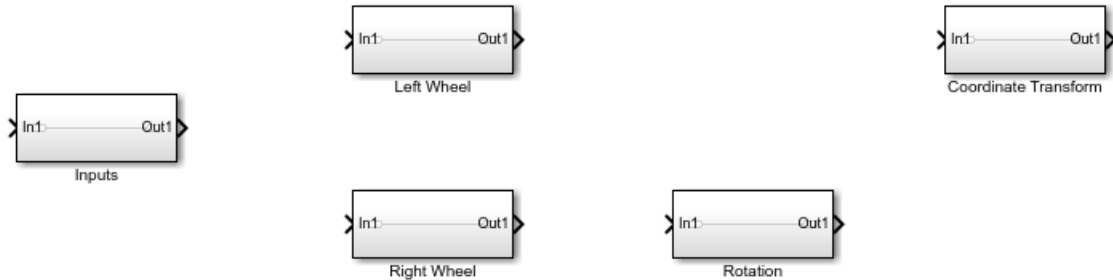 In1 Out1
Left Wheel
In1 Out1
Coordinate Transform
In1 Out1
Inputs
In1 Out1
Right Wheel
In1 Out1
Rotation